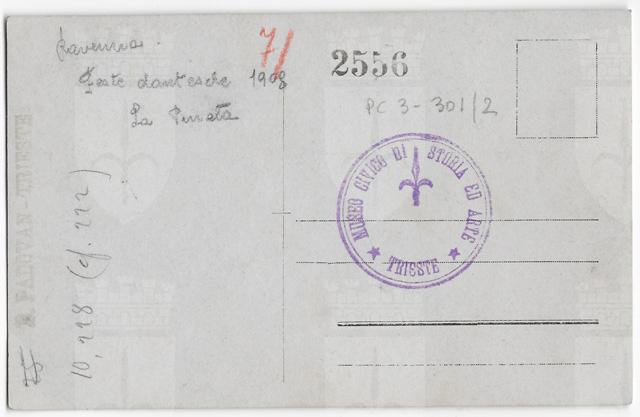 Ravenna.
Feste dantesche 1908
La Pineta
71
2556
PC 3-301/2
MUSEO CIVICO DI STORIA ED ARTE
★ TRIESTE ★
PADOVAN - TRIESTE
10,228 (cf. 222)